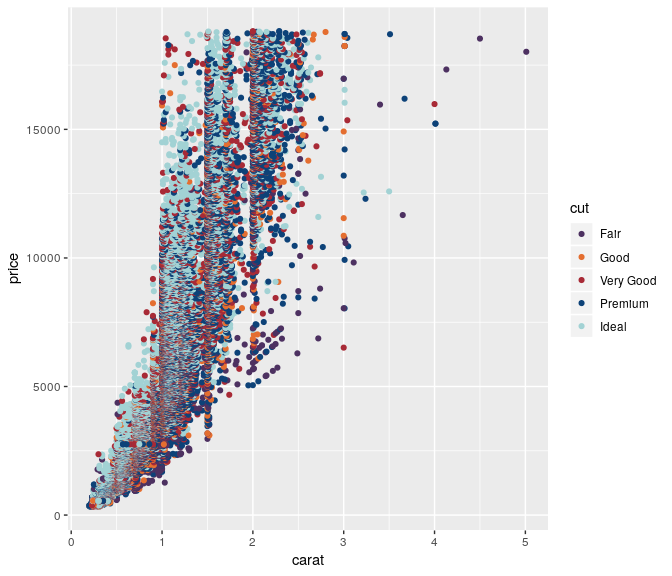 15000
10000
5000
0
price
0 1 2 3 4 5
carat
cut
Fair
Good
Very Good
Premium
Ideal